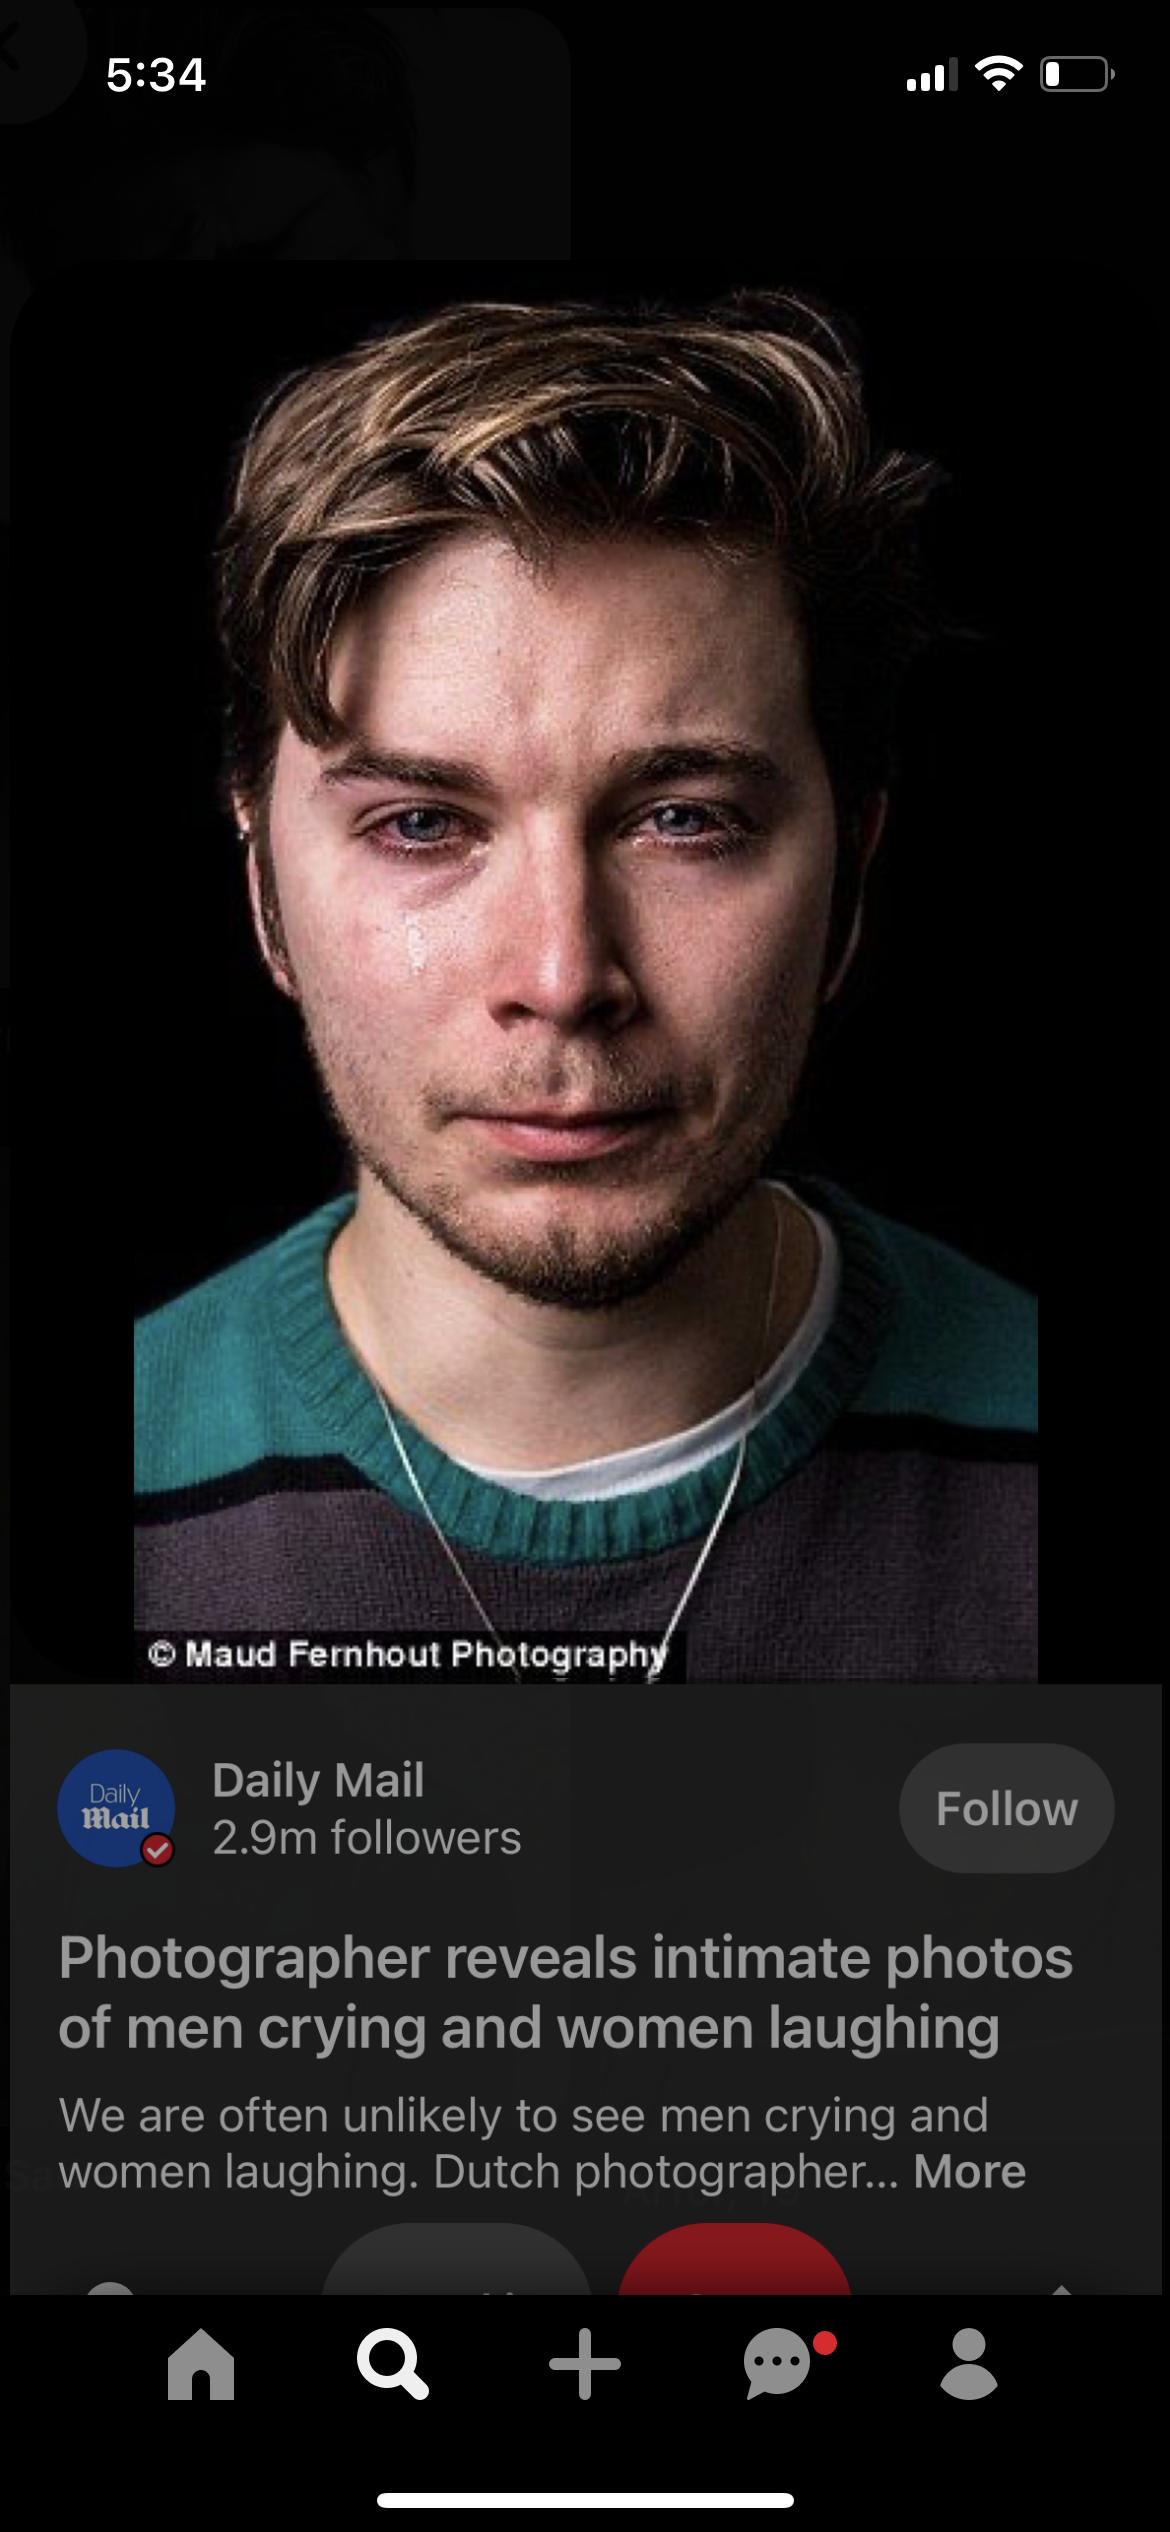 5:34
© Maud Fernhout Photography
Daily
Mail
Daily Mail
2.9m followers
Follow
Photographer reveals intimate photos
of men crying and women laughing
We are often unlikely to see men crying and
women laughing. Dutch photographer... More